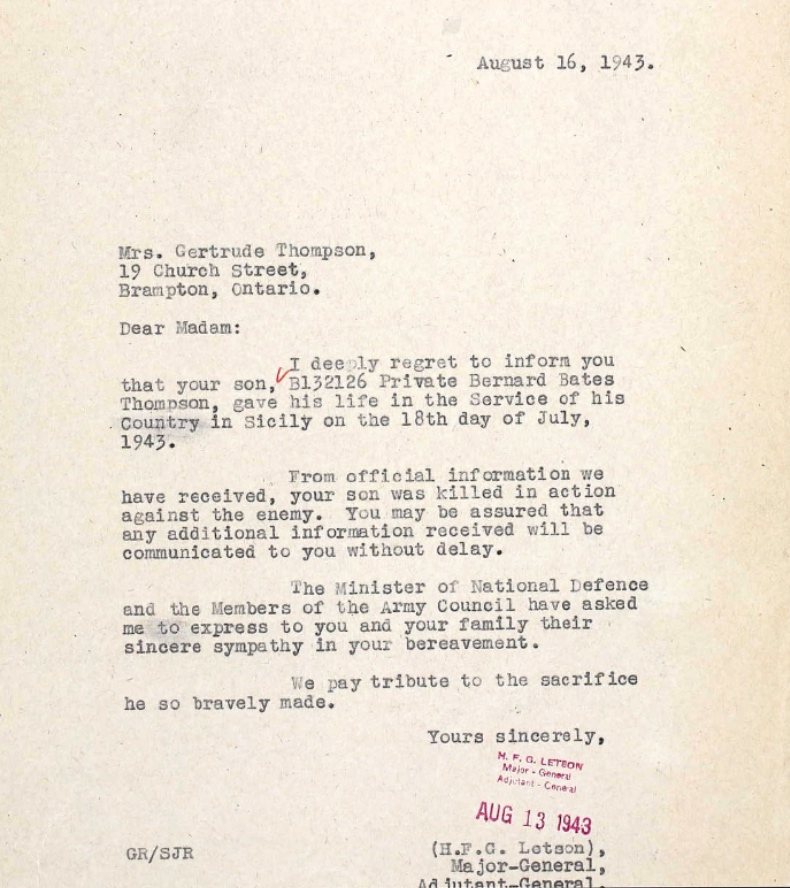 August 16, 1943.
Mrs. Gertrude Thompson,
19 Church Street,
Brampton, Ontario.
Dear Madam:
I deeply regret to inform you
that your son, B132126 Private Bernard Bates
Thompson, gave his life in the Service of his
Country in Sicily on the 18th day of July,
1943.
From official information we
have received, your son was killed in action
against the enemy. You may be assured that
any additional information received will be
communicated to you without delay.
The Minister of National Defence
and the Members of the Army Council have asked
me to express to you and your family their
sincere sympathy in your bereavement.
We pay tribute to the sacrifice
he so bravely made.
Yours sincerely,
H. F. G. LETSON
Major - General
Adjutant - General
AUG 13 1943
GR/SJR
(H.F.G. Letson),
Major-General,
Adjutant-General.